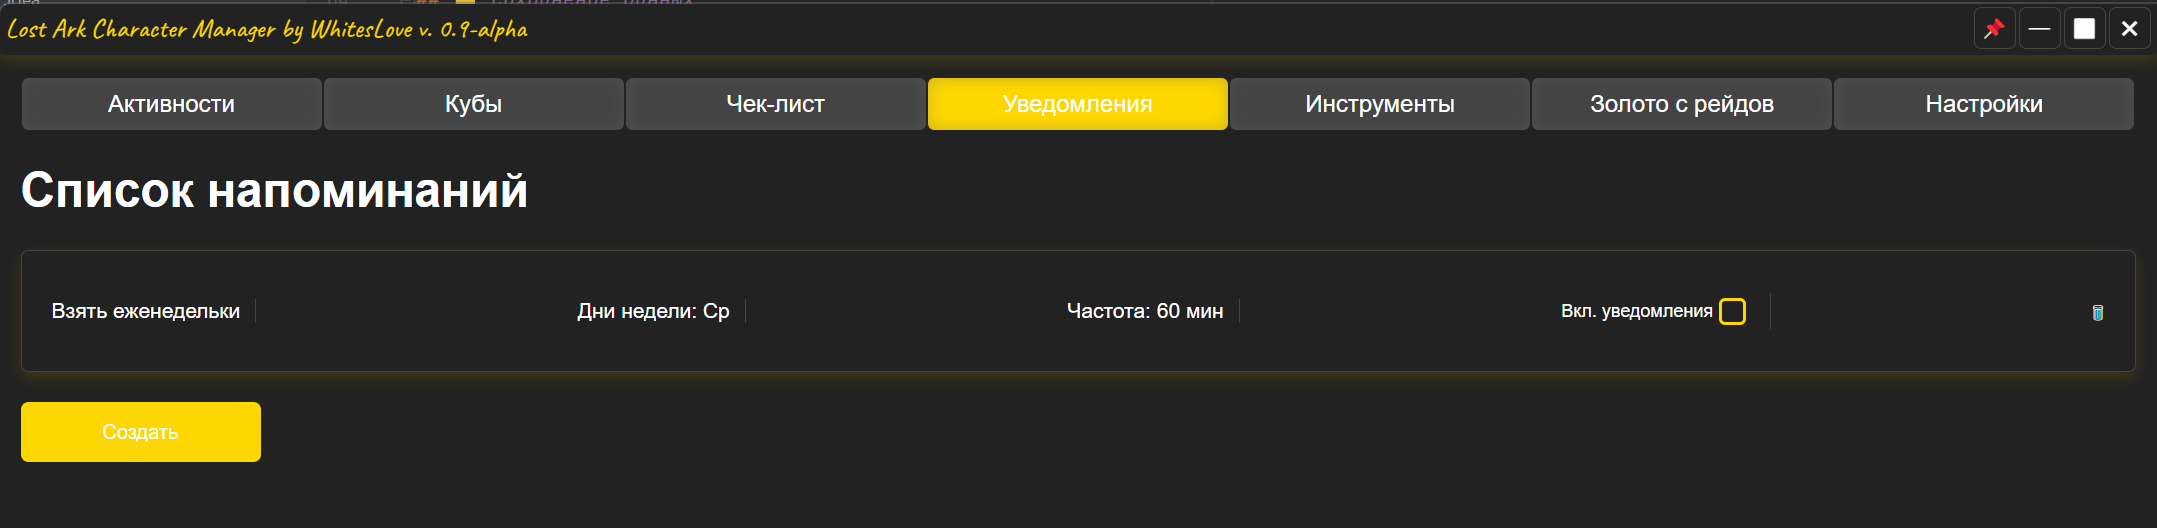 Lost Ark Character Manager by WhitesLove v. 0.9-alpha
Активности Кубы Чек-лист Уведомления Инструменты Золото с рейдов Настройки
Список напоминаний
Взять еженедельки Дни недели: Ср Частота: 60 мин Вкл. уведомления
Создать